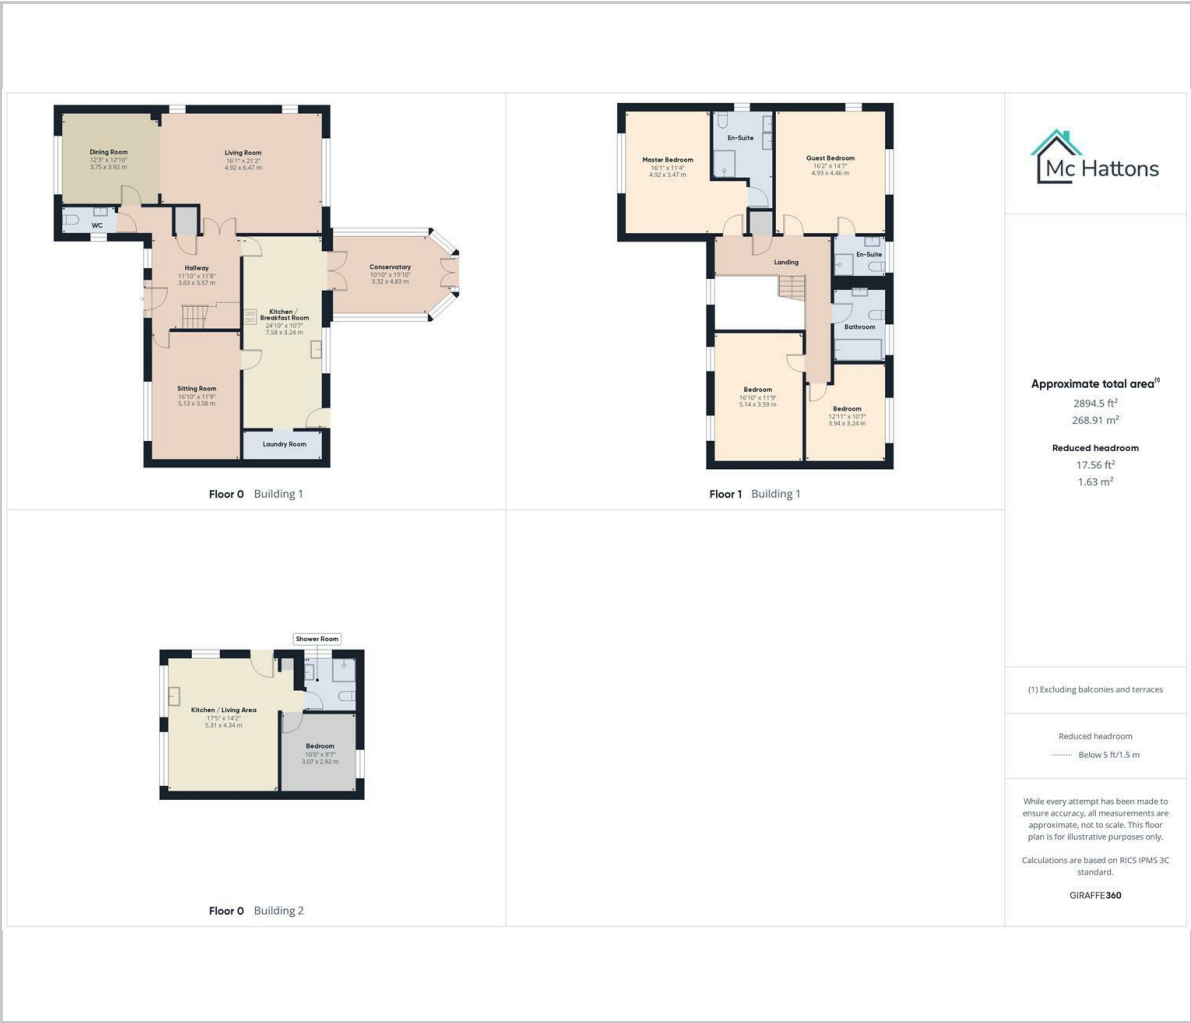 Dining Room
12'3" x 12'10"
3.75 x 3.92 m
Living Room
16'1" x 21'2"
4.92 x 6.47 m
WC
Hallway
11'10" x 11'8"
3.63 x 3.57 m
Conservatory
10'10" x 15'10"
3.32 x 4.83 m
Kitchen /
Breakfast Room
24'10" x 10'7"
7.58 x 3.24 m
Sitting Room
16'10" x 11'9"
5.13 x 3.58 m
Laundry Room
Floor 0 Building 1
Master Bedroom
16'1" x 11'4"
4.92 x 3.47 m
En-Suite
Guest Bedroom
16'2" x 14'7"
4.93 x 4.46 m
Landing
En-Suite
Bathroom
Bedroom
16'10" x 11'9"
5.14 x 3.59 m
Bedroom
12'11" x 10'7"
3.94 x 3.24 m
Floor 1 Building 1
Shower Room
Kitchen / Living Area
17'5" x 14'2"
5.31 x 4.34 m
Bedroom
10'0" x 9'7"
3.07 x 2.92 m
Floor 0 Building 2
Mc Hattons
Approximate total area(1)
2894.5 ft²
268.91 m²
Reduced headroom
17.56 ft²
1.63 m²
(1) Excluding balconies and terraces
Reduced headroom
Below 5 ft/1.5 m
While every attempt has been made to
ensure accuracy, all measurements are
approximate, not to scale. This floor
plan is for illustrative purposes only.
Calculations are based on RICS IPMS 3C
standard.
GIRAFFE360